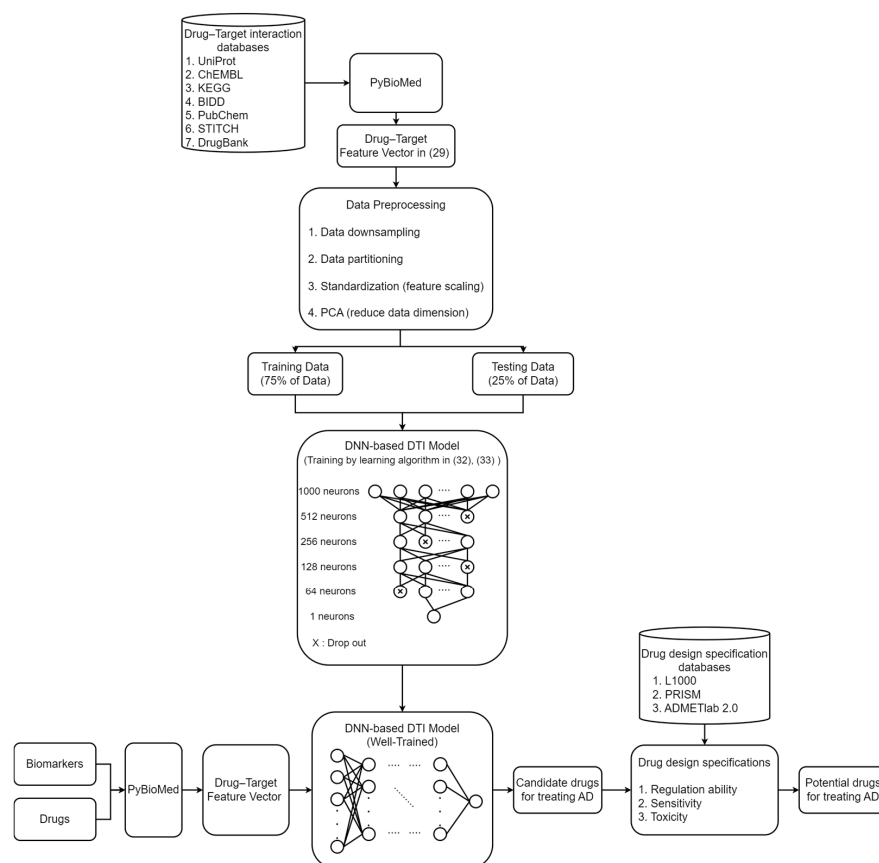 Drug–Target interaction
databases
1. UniProt
2. ChEMBL
3. KEGG
4. BIDD
5. PubChem
6. STITCH
7. DrugBank
PyBioMed
Drug–Target
Feature Vector in (29)
Data Preprocessing
1. Data downsampling
2. Data partitioning
3. Standardization (feature scaling)
4. PCA (reduce data dimension)
Training Data
(75% of Data)
Testing Data
(25% of Data)
DNN-based DTI Model
(Training by learning algorithm in (32), (33) )
1000 neurons
512 neurons
256 neurons
128 neurons
64 neurons
1 neurons
X : Drop out
Drug design specification
databases
1. L1000
2. PRISM
3. ADMETlab 2.0
Biomarkers
Drugs
PyBioMed
Drug–Target
Feature Vector
DNN-based DTI Model
(Well-Trained)
Candidate drugs
for treating AD
Drug design specifications
1. Regulation ability
2. Sensitivity
3. Toxicity
Potential drugs
for treating AD